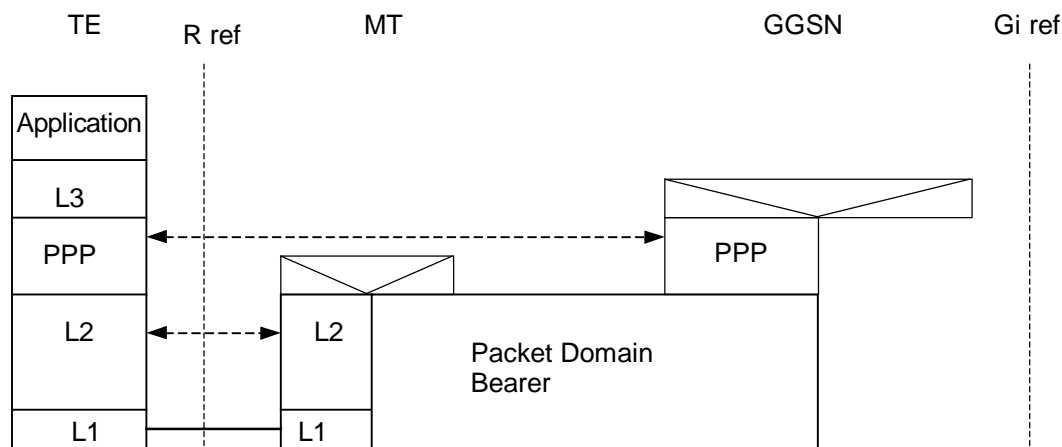 TE
R ref
MT
GGSN
Gi ref
Application
L3
PPP
PPP
L2
L2
Packet Domain
Bearer
L1
L1